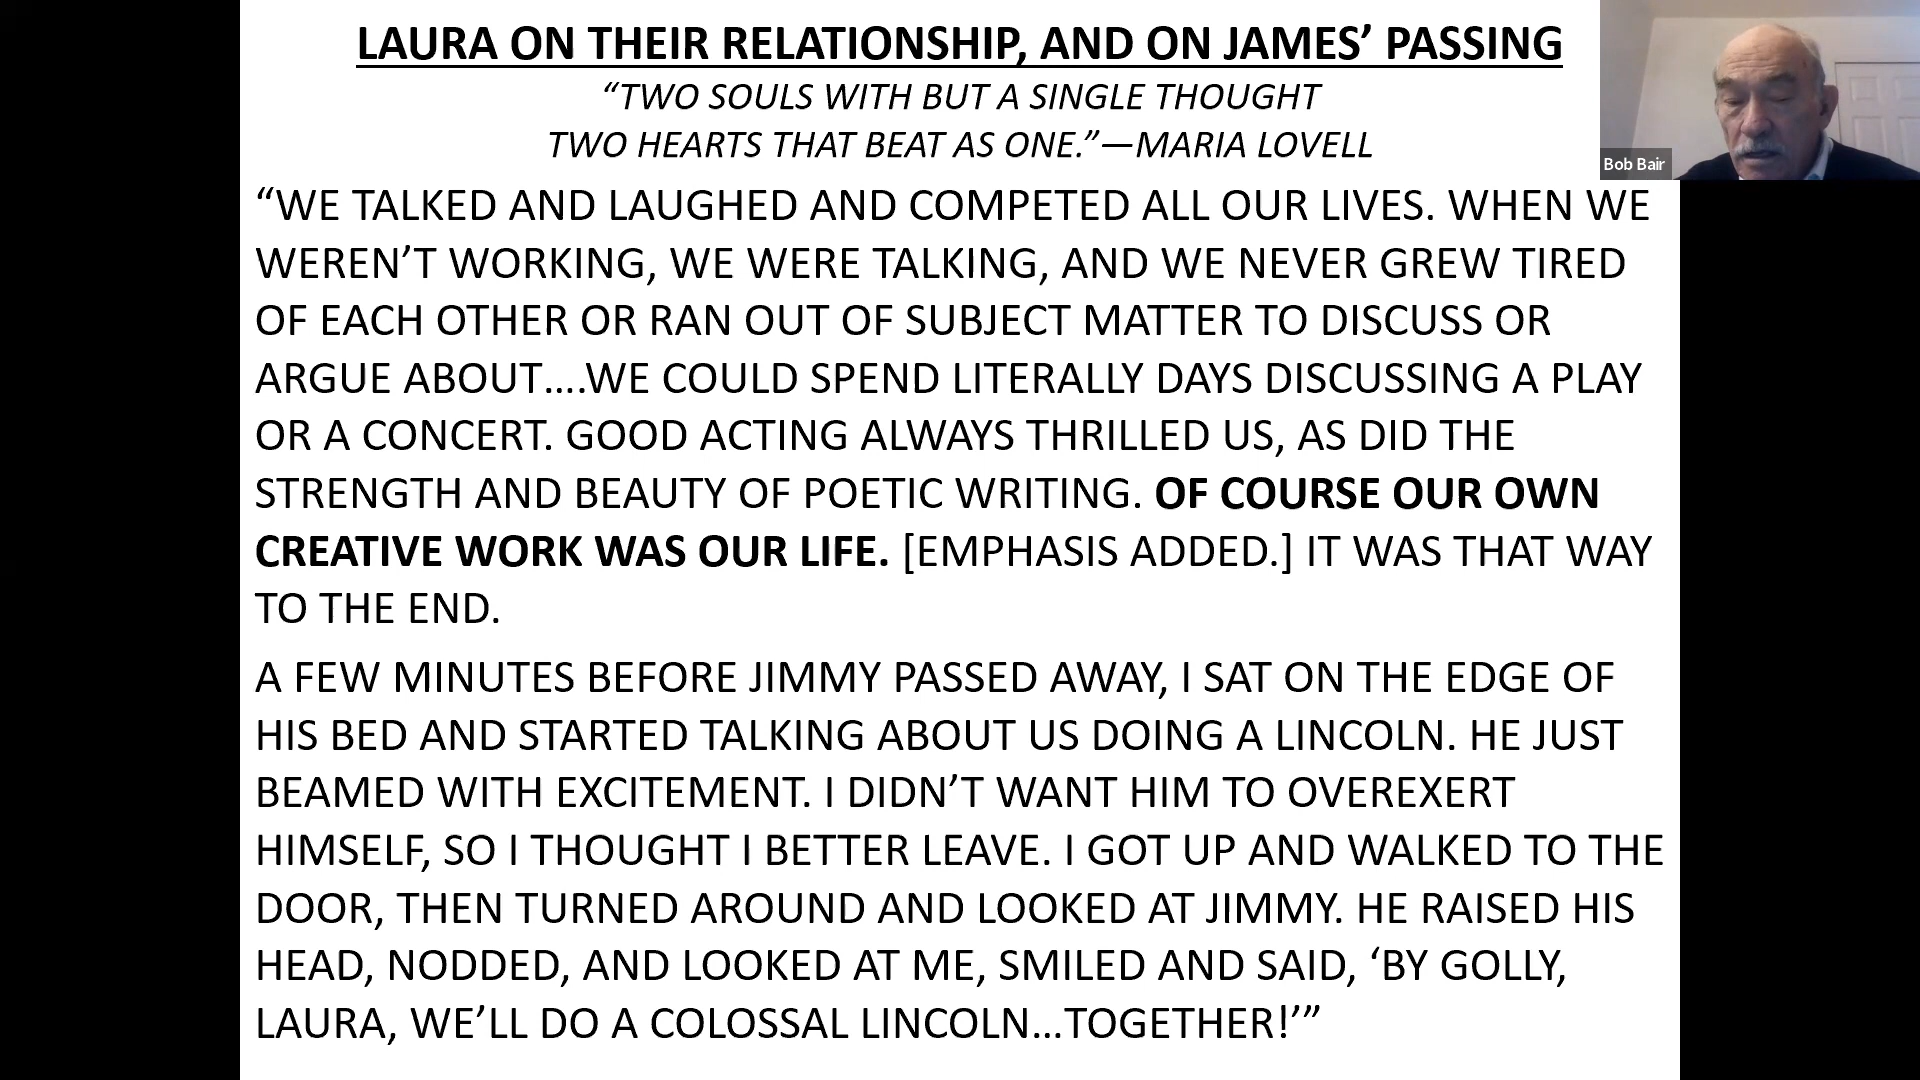 LAURA ON THEIR RELATIONSHIP, AND ON JAMES’ PASSING
“TWO SOULS WITH BUT A SINGLE THOUGHT
TWO HEARTS THAT BEAT AS ONE.”—MARIA LOVELL
Bob Bair
“WE TALKED AND LAUGHED AND COMPETED ALL OUR LIVES. WHEN WE
WEREN’T WORKING, WE WERE TALKING, AND WE NEVER GREW TIRED
OF EACH OTHER OR RAN OUT OF SUBJECT MATTER TO DISCUSS OR
ARGUE ABOUT….WE COULD SPEND LITERALLY DAYS DISCUSSING A PLAY
OR A CONCERT. GOOD ACTING ALWAYS THRILLED US, AS DID THE
STRENGTH AND BEAUTY OF POETIC WRITING. OF COURSE OUR OWN
CREATIVE WORK WAS OUR LIFE. [EMPHASIS ADDED.] IT WAS THAT WAY
TO THE END.
A FEW MINUTES BEFORE JIMMY PASSED AWAY, I SAT ON THE EDGE OF
HIS BED AND STARTED TALKING ABOUT US DOING A LINCOLN. HE JUST
BEAMED WITH EXCITEMENT. I DIDN’T WANT HIM TO OVEREXERT
HIMSELF, SO I THOUGHT I BETTER LEAVE. I GOT UP AND WALKED TO THE
DOOR, THEN TURNED AROUND AND LOOKED AT JIMMY. HE RAISED HIS
HEAD, NODDED, AND LOOKED AT ME, SMILED AND SAID, ‘BY GOLLY,
LAURA, WE’LL DO A COLOSSAL LINCOLN…TOGETHER!’”